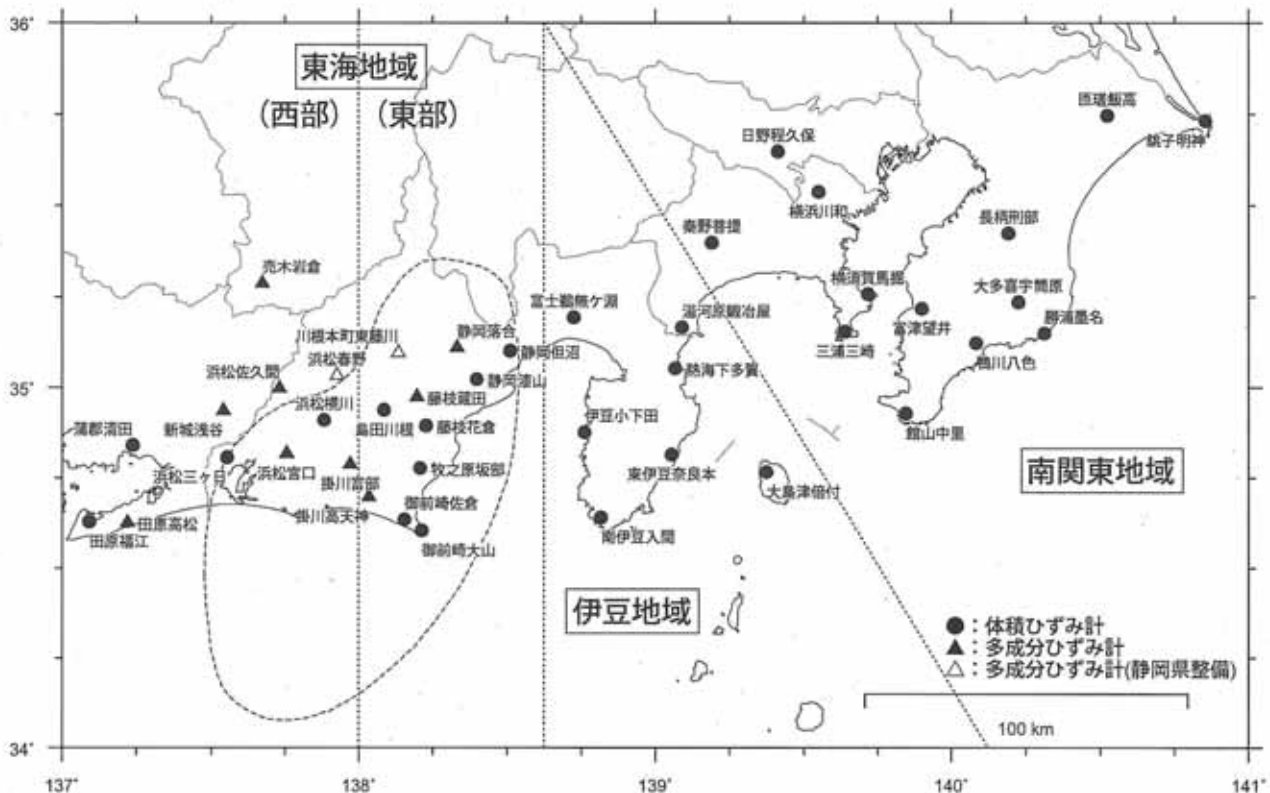 36°
35°
34°
東海地域
(西部)
(東部)
匝瑳飯高
銚子明神
日野程久保
横浜川和
長柄刑部
秦野菩提
横須賀馬堀
大多喜宇筒原
売木岩倉
富士鵜無ケ淵
湯河原鍛冶屋
富津望井
勝浦墨名
三浦三崎
鴨川八色
川根本町東藤川
静岡落合
静岡但沼
浜松春野
浜松佐久間
静岡漆山
熱海下多賀
浜松横川
藤枝蔵田
島田川根
藤枝花倉
伊豆小下田
館山中里
新城浅谷
蒲郡清田
浜松三ヶ日
浜松宮口
牧之原坂部
東伊豆奈良本
掛川富部
大島津倍付
南関東地域
掛川高天神
御前崎佐倉
田原高松
田原福江
御前崎大山
南伊豆入間
伊豆地域
●：体積ひずみ計
▲：多成分ひずみ計
△：多成分ひずみ計(静岡県整備)
100 km
137°
138°
139°
140°
141°